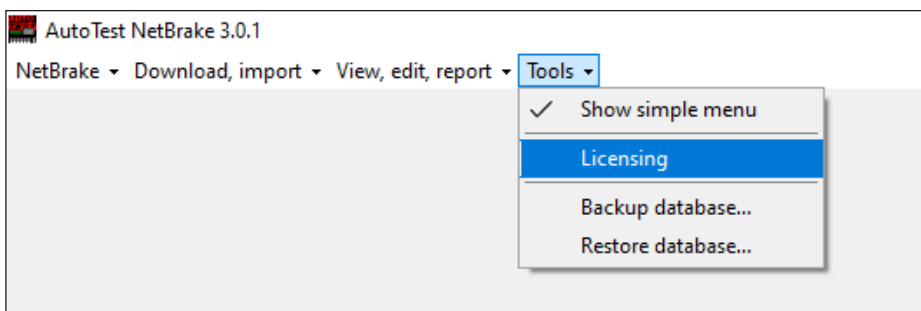 AutoTest NetBrake 3.0.1
NetBrake Download, import View, edit, report Tools
Show simple menu
Licensing
Backup database...
Restore database...